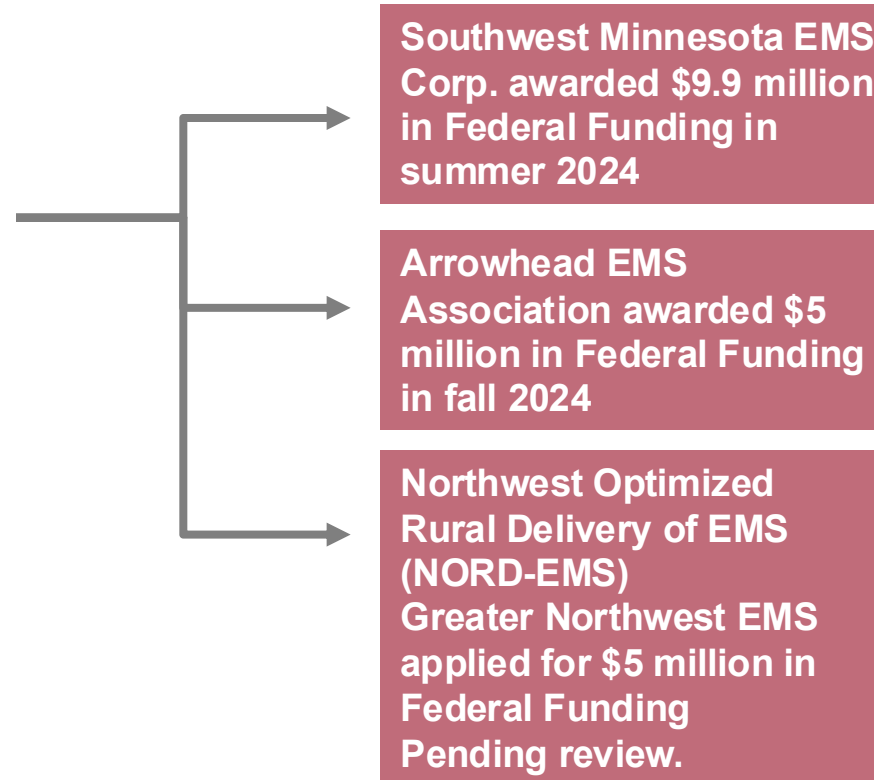 Southwest Minnesota EMS
Corp. awarded $9.9 million
in Federal Funding in
summer 2024
Arrowhead EMS
Association awarded $5
million in Federal Funding
in fall 2024
Northwest Optimized
Rural Delivery of EMS
(NORD-EMS)
Greater Northwest EMS
applied for $5 million in
Federal Funding
Pending review.